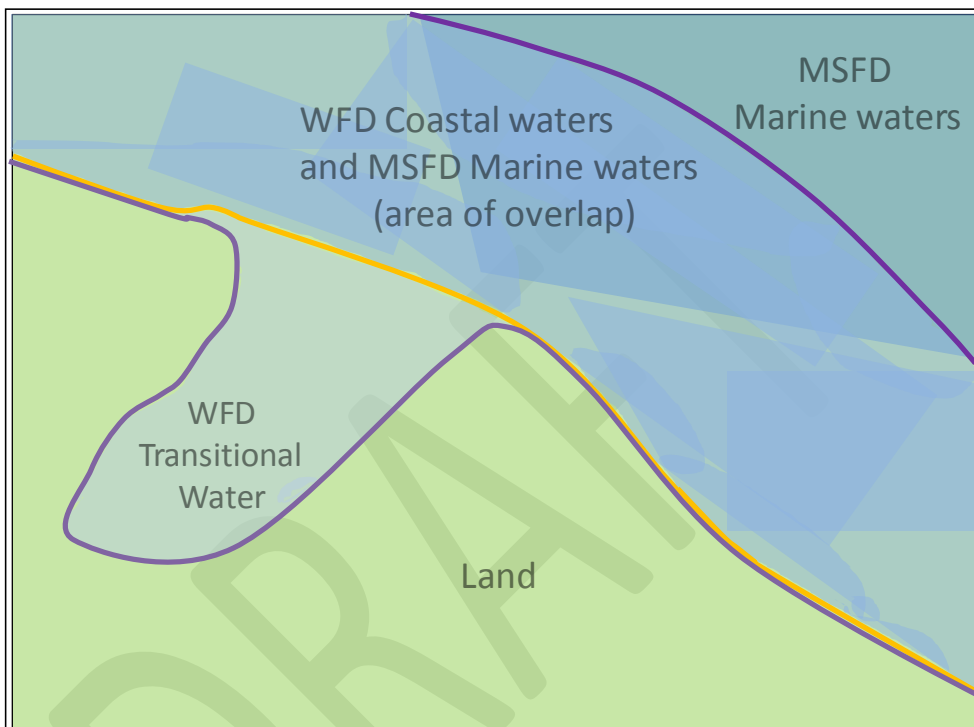 MSFD
Marine waters
WFD Coastal waters
and MSFD Marine waters
(area of overlap)
WFD
Transitional
Water
Land
DRAFT